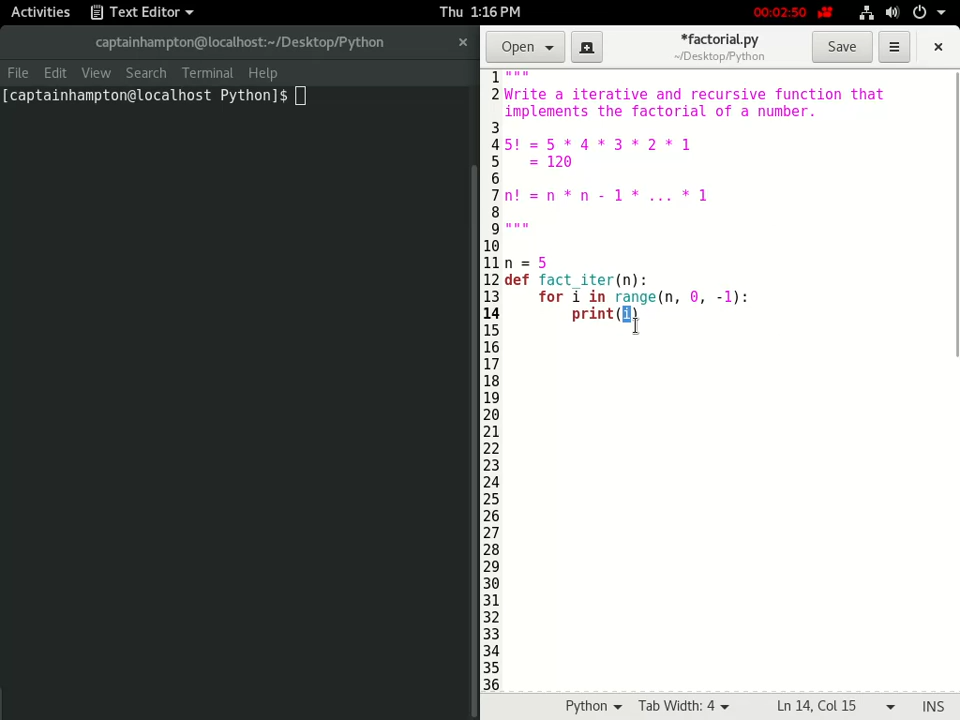 Activities Text Editor Thu 1:16 PM 00:02:50
captainhampton@localhost:~/Desktop/Python ×
File Edit View Search Terminal Help
[captainhampton@localhost Python]$
Open *factorial.py Save
~/Desktop/Python
1 """
2 Write a iterative and recursive function that
implements the factorial of a number.
3
4 5! = 5 * 4 * 3 * 2 * 1
5    = 120
6
7 n! = n * n - 1 * ... * 1
8
9 """
10
11 n = 5
12 def fact_iter(n):
13     for i in range(n, 0, -1):
14         print(i)
15
16
17
18
19
20
21
22
23
24
25
26
27
28
29
30
31
32
33
34
35
36
Python Tab Width: 4 Ln 14, Col 15 INS